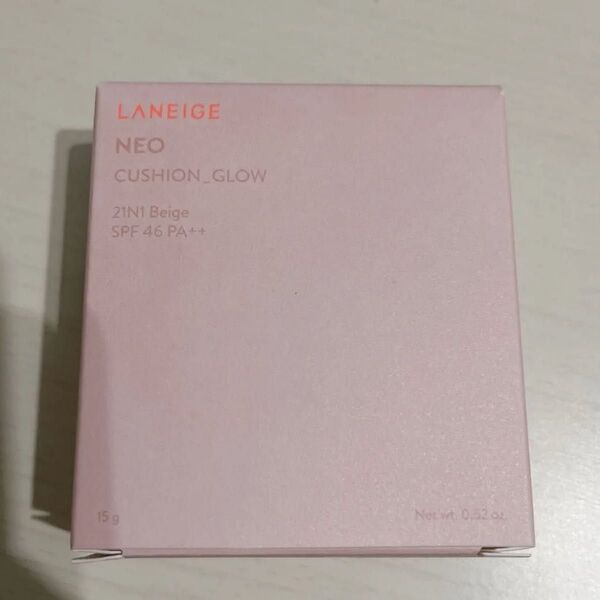 LANEIGE
NEO
CUSHION_GLOW
21N1 Beige
SPF 46 PA++
15 g
Net wt. 0.52 oz.